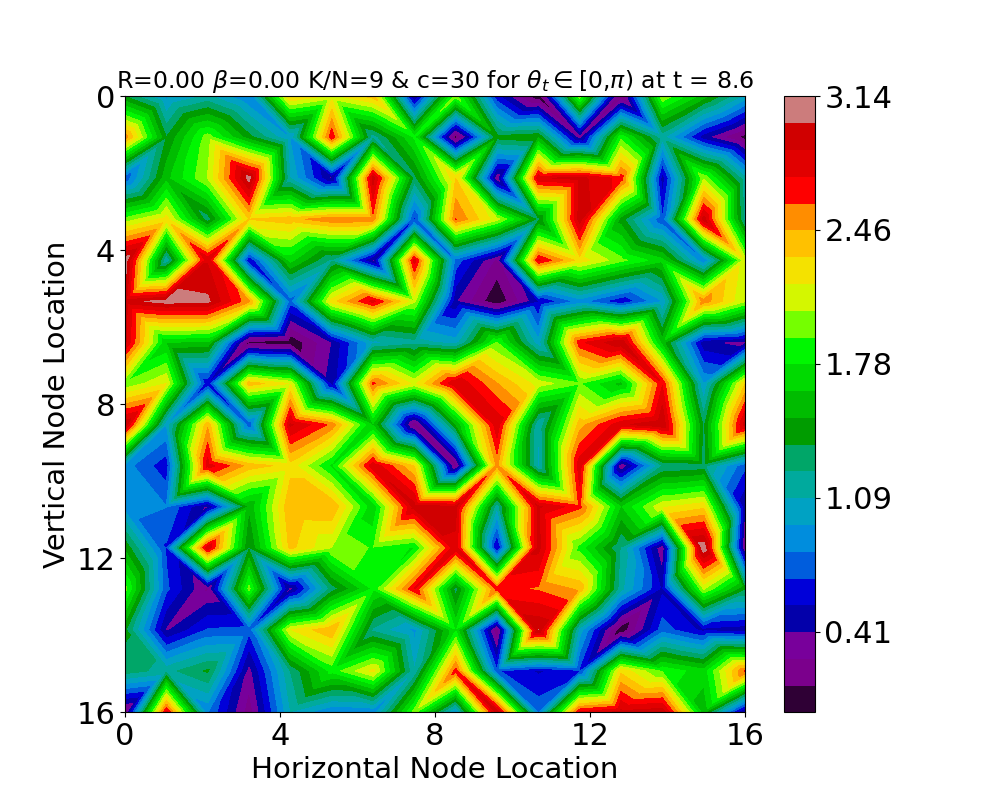 R=0.00 β=0.00 K/N=9 & c=30 for θₜ∈[0,π) at t = 8.6
0
4
8
12
16
0 4 8 12 16
Vertical Node Location
Horizontal Node Location
3.14
2.46
1.78
1.09
0.41